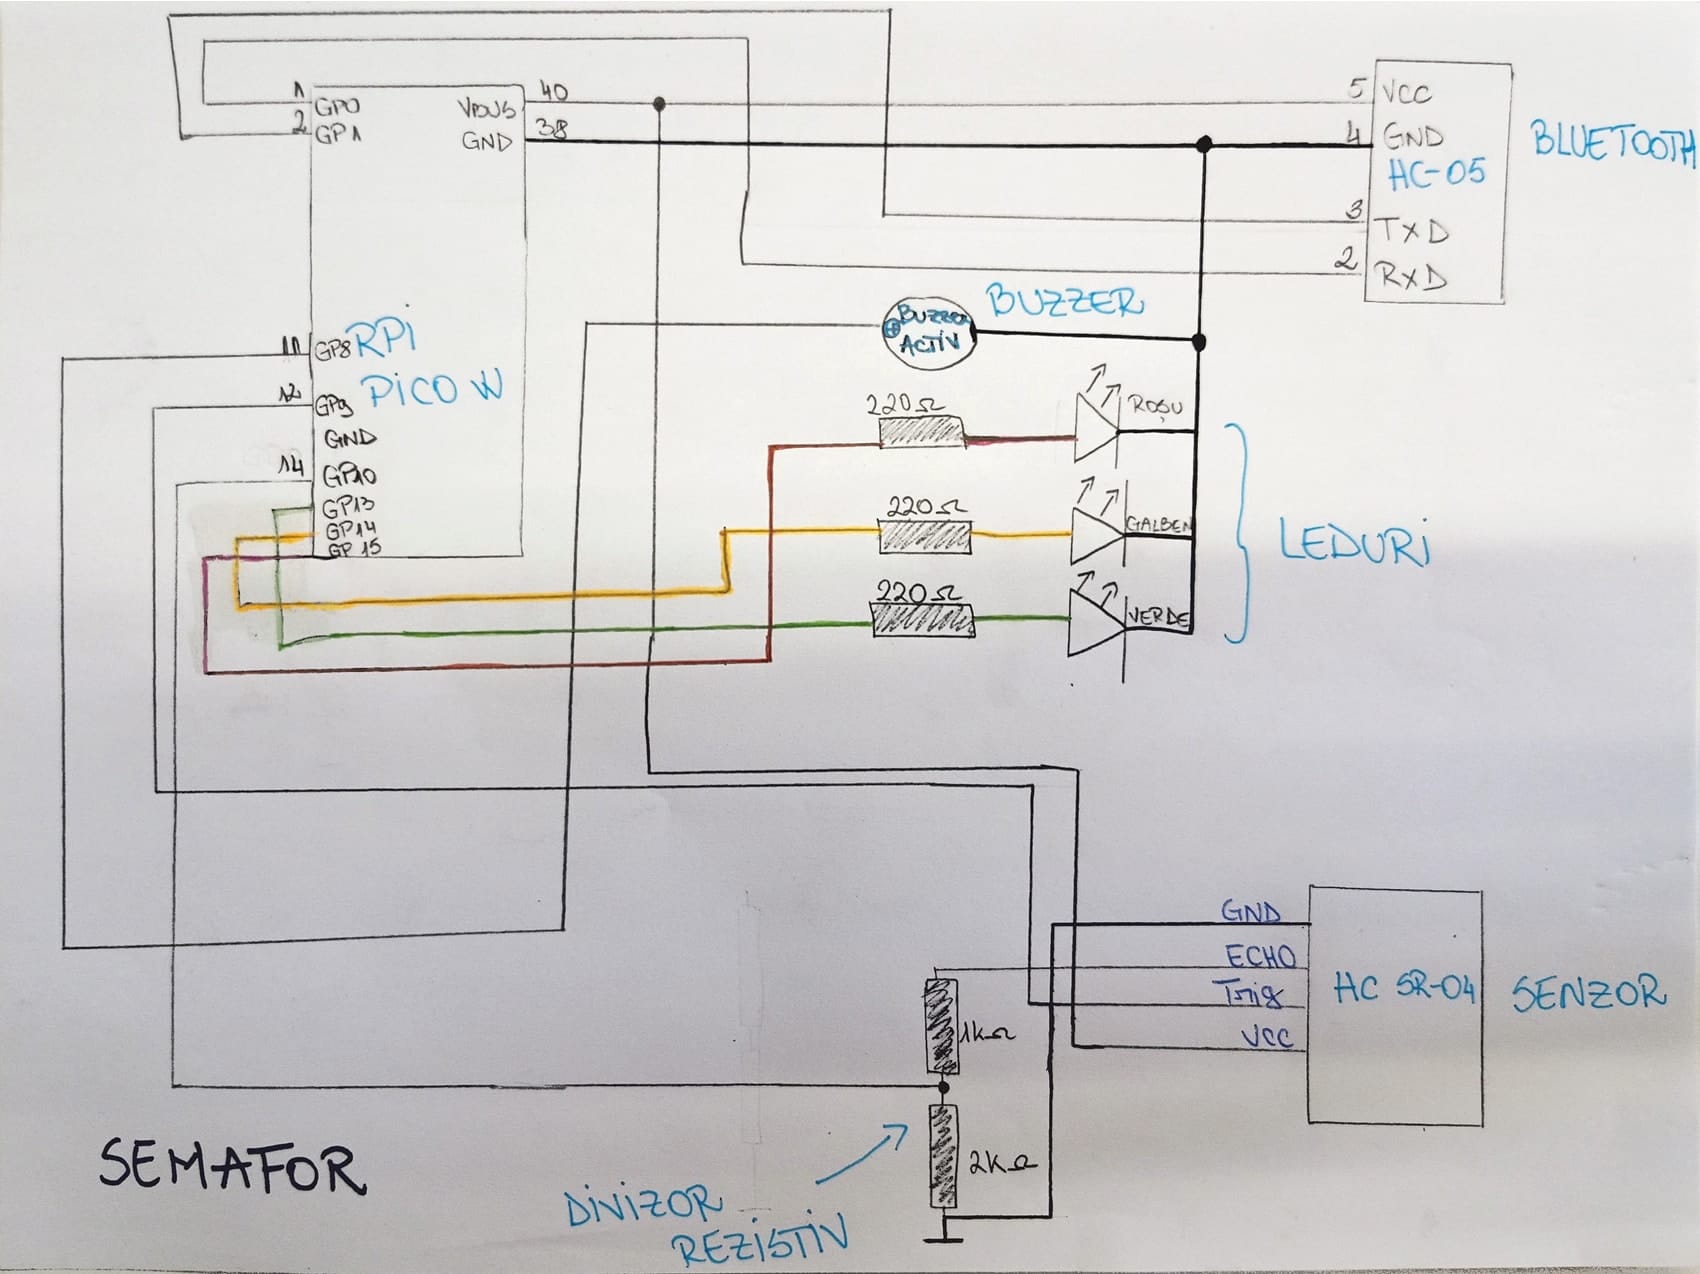 1
GP0
2
GP1
VBUS
40
GND
38
5
VCC
4
GND
HC-05
3
TXD
2
RXD
BLUETOOTH
11
GP8
RPi
PiCO W
12
GP9
GND
14
GP10
GP13
GP14
GP 15
BUZZER
ACTiV
BUZZER
220Ω
ROȘU
220Ω
GALBEN
220Ω
VERDE
LEDURi
GND
ECHO
Trig
VCC
HC SR-04
SENZOR
1KΩ
2KΩ
SEMAFOR
DiViZOR
REZiSTiV